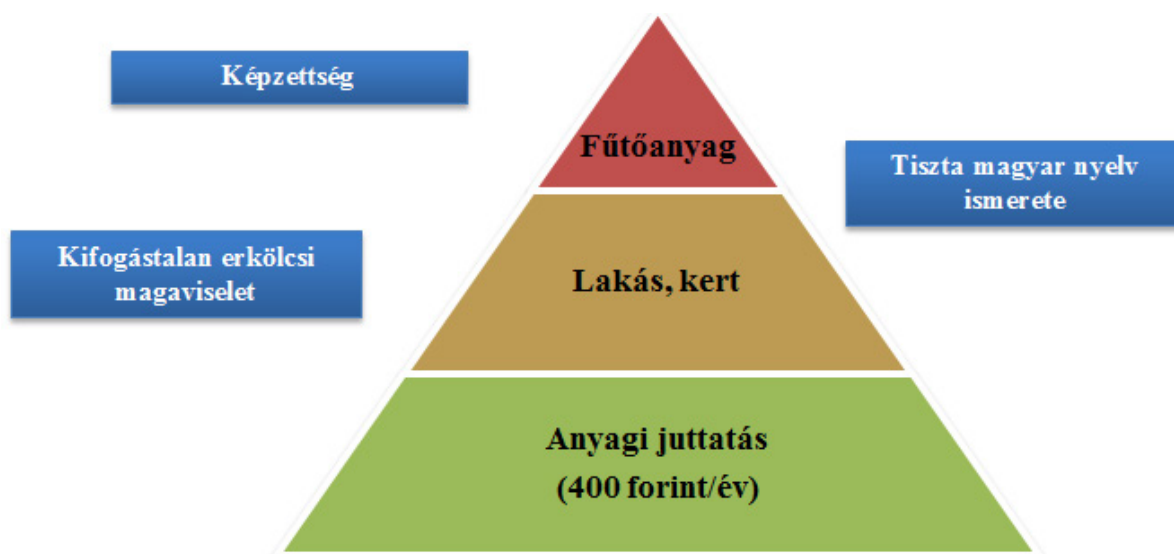 Képzettség
Fűtőanyag
Tiszta magyar nyelv
ismerete
Kifogástalan erkölcsi
magaviselet
Lakás, kert
Anyagi juttatás
(400 forint/év)